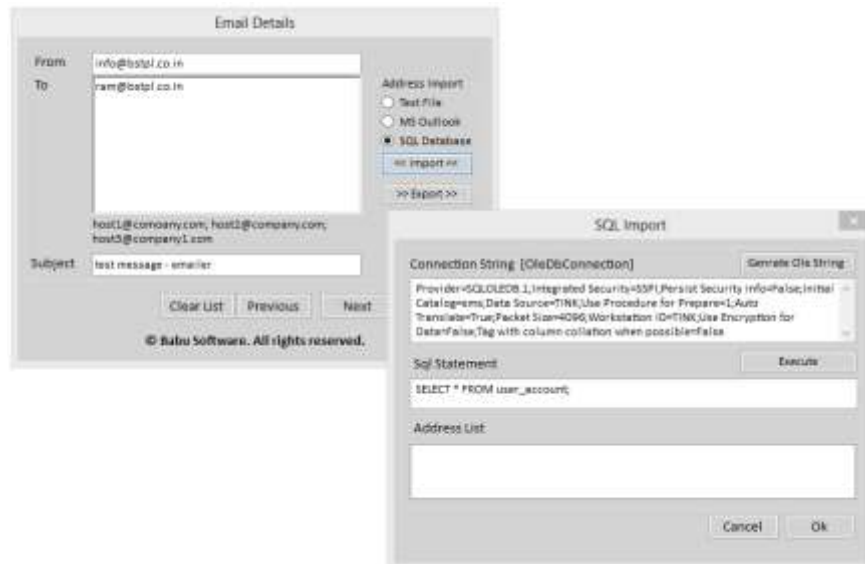 Email Details
From
info@bstpl.co.in
To
ram@bstpl.co.in
Address Import
Text File
MS Outlook
SQL Database
<< Import <<
>> Export >>
host1@comoany.com; host2@company.com;
host3@company1.com
Subject
test message - emailer
Clear List
Previous
Next
© Babu Software. All rights reserved.
SQL Import
Connection String [OleDbConnection]
Genrate Ole String
Provider=SQLOLEDB.1;Integrated Security=SSPI;Persist Security Info=False;Initial
Catalog=ems;Data Source=TINK;Use Procedure for Prepare=1;Auto
Translate=True;Packet Size=4096;Workstation ID=TINK;Use Encryption for
Data=False;Tag with column collation when possible=False
Sql Statement
Execute
SELECT * FROM user_account;
Address List
Cancel
Ok